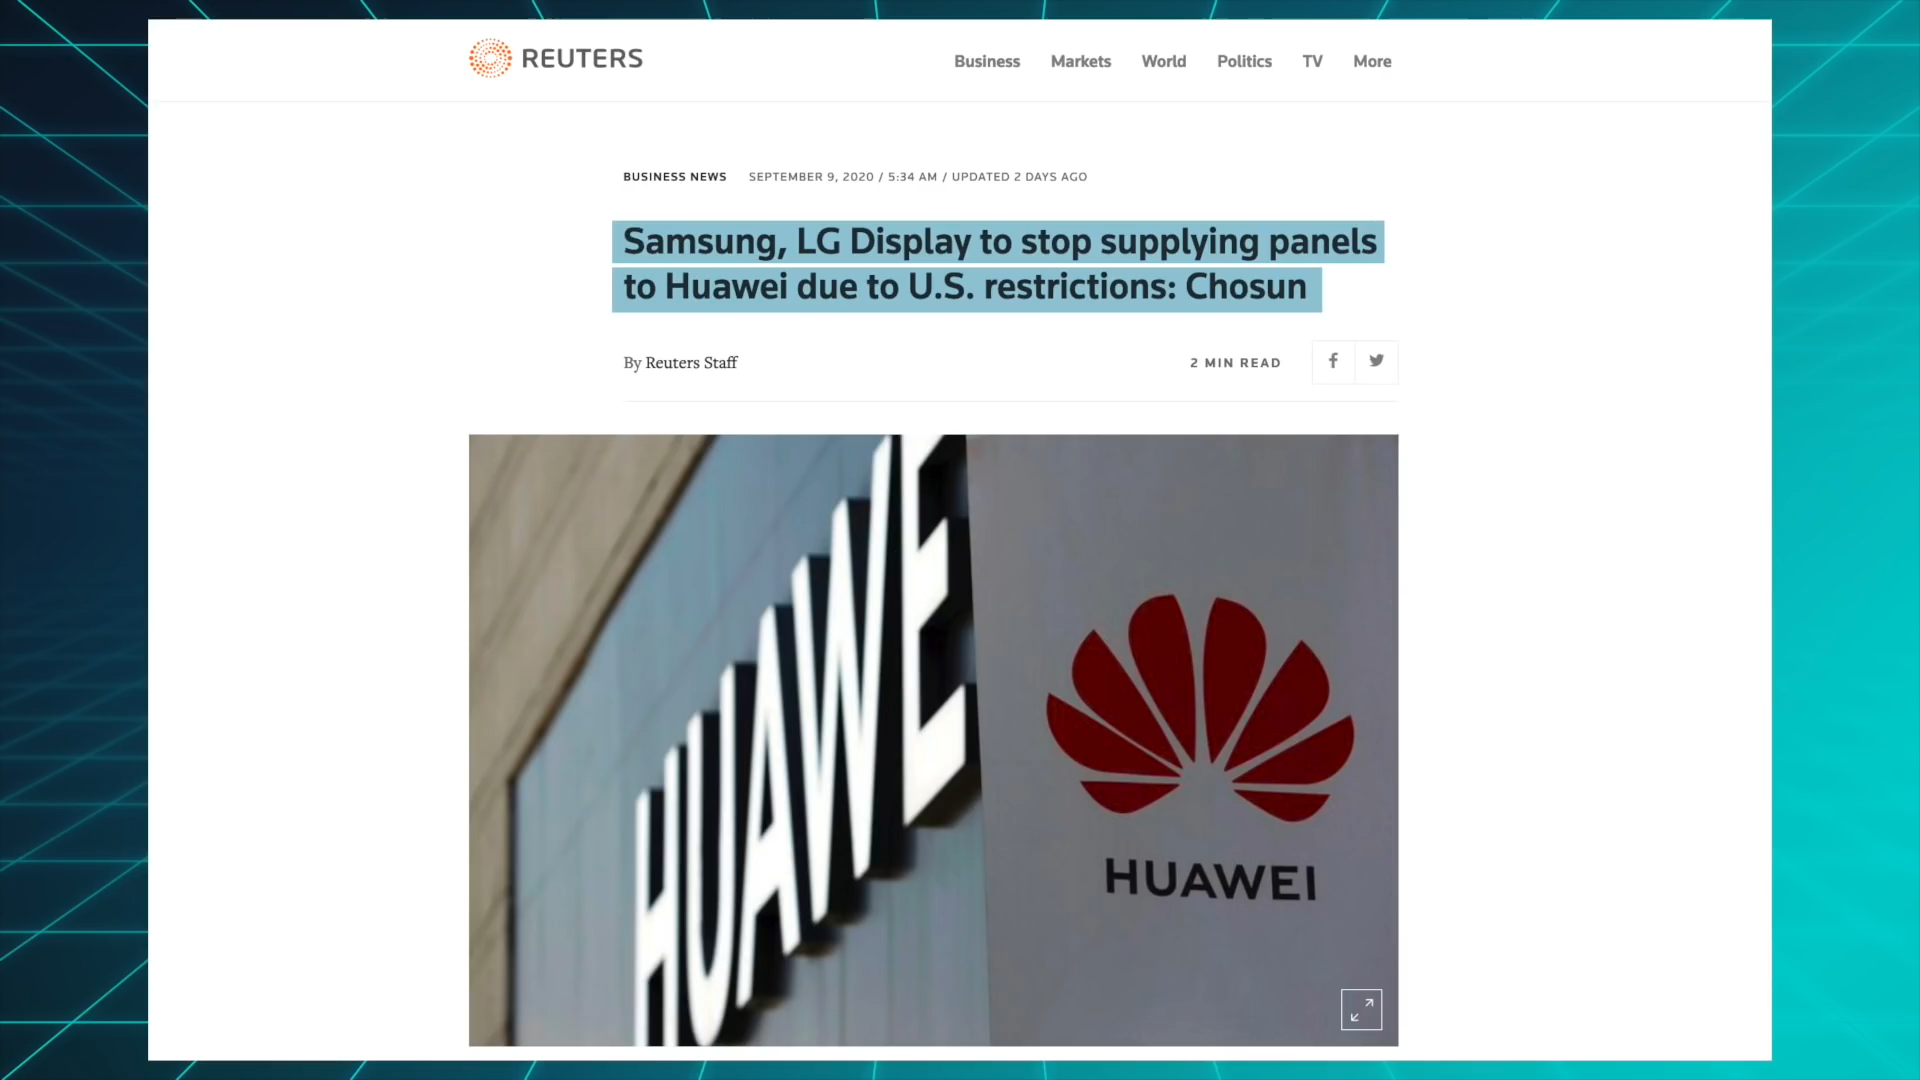 REUTERS
Business Markets World Politics TV More
BUSINESS NEWS SEPTEMBER 9, 2020 / 5:34 AM / UPDATED 2 DAYS AGO
Samsung, LG Display to stop supplying panels
to Huawei due to U.S. restrictions: Chosun
By Reuters Staff
2 MIN READ
HUAWE
HUAWEI